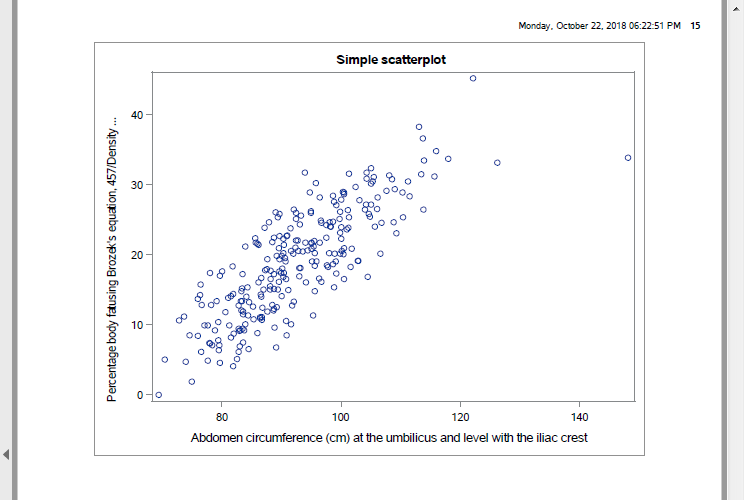 Monday, October 22, 2018 06:22:51 PM 15
Simple scatterplot
Percentage body fat using Brozek's equation, 457/Density ...
40
30
20
10
0
80 100 120 140
Abdomen circumference (cm) at the umbilicus and level with the iliac crest